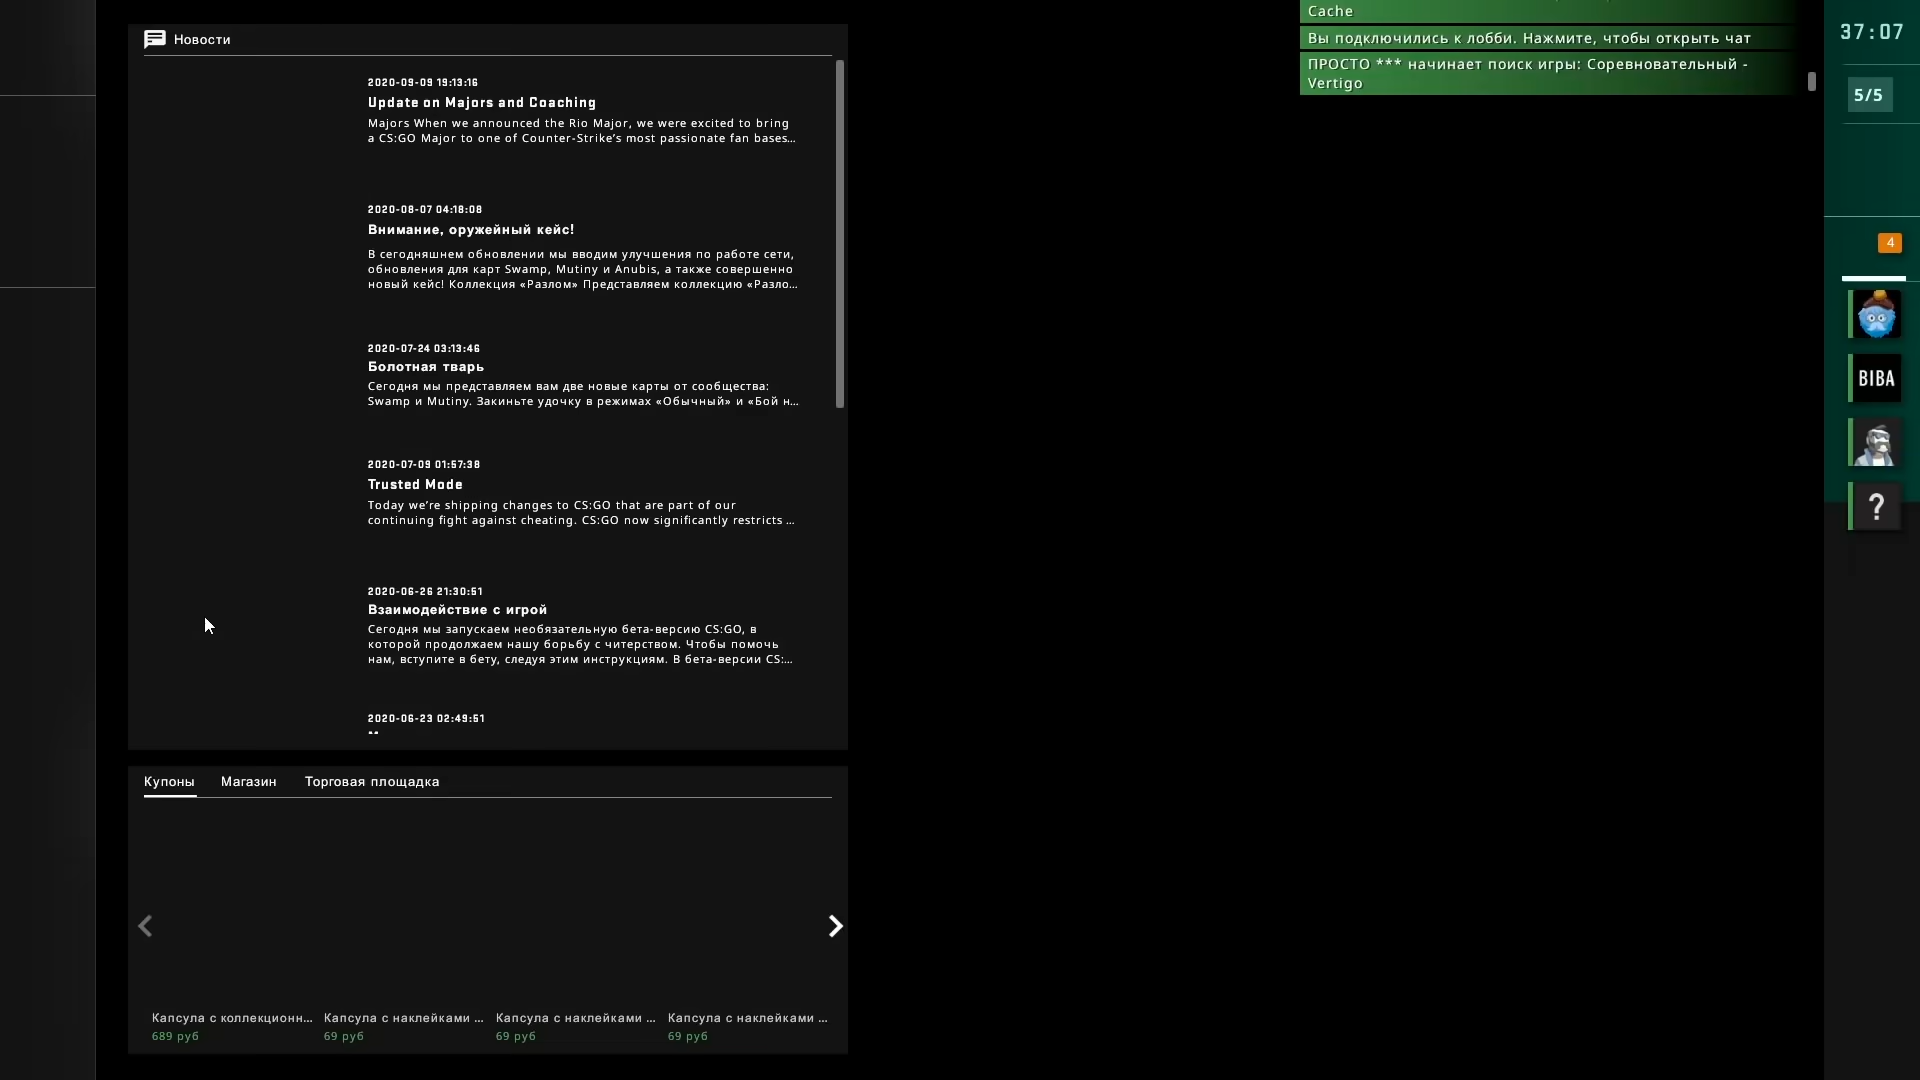 Новости
2020-09-09 19:13:16
Update on Majors and Coaching
Majors When we announced the Rio Major, we were excited to bring
a CS:GO Major to one of Counter-Strike’s most passionate fan bases…
2020-08-07 04:18:08
Внимание, оружейный кейс!
В сегодняшнем обновлении мы вводим улучшения по работе сети,
обновления для карт Swamp, Mutiny и Anubis, а также совершенно
новый кейс! Коллекция «Разлом» Представляем коллекцию «Разло…
2020-07-24 03:13:46
Болотная тварь
Сегодня мы представляем вам две новые карты от сообщества:
Swamp и Mutiny. Закиньте удочку в режимах «Обычный» и «Бой н…
2020-07-09 01:57:38
Trusted Mode
Today we’re shipping changes to CS:GO that are part of our
continuing fight against cheating. CS:GO now significantly restricts …
2020-06-26 21:30:51
Взаимодействие с игрой
Сегодня мы запускаем необязательную бета-версию CS:GO, в
которой продолжаем нашу борьбу с читерством. Чтобы помочь
нам, вступите в бету, следуя этим инструкциям. В бета-версии CS:…
2020-06-23 02:49:51
Купоны Магазин Торговая площадка
Капсула с коллекционн… Капсула с наклейками … Капсула с наклейками … Капсула с наклейками …
689 руб 69 руб 69 руб 69 руб
Cache
Вы подключились к лобби. Нажмите, чтобы открыть чат
ПРОСТО *** начинает поиск игры: Соревновательный -
Vertigo
37:07
5/5
4
BIBA
?